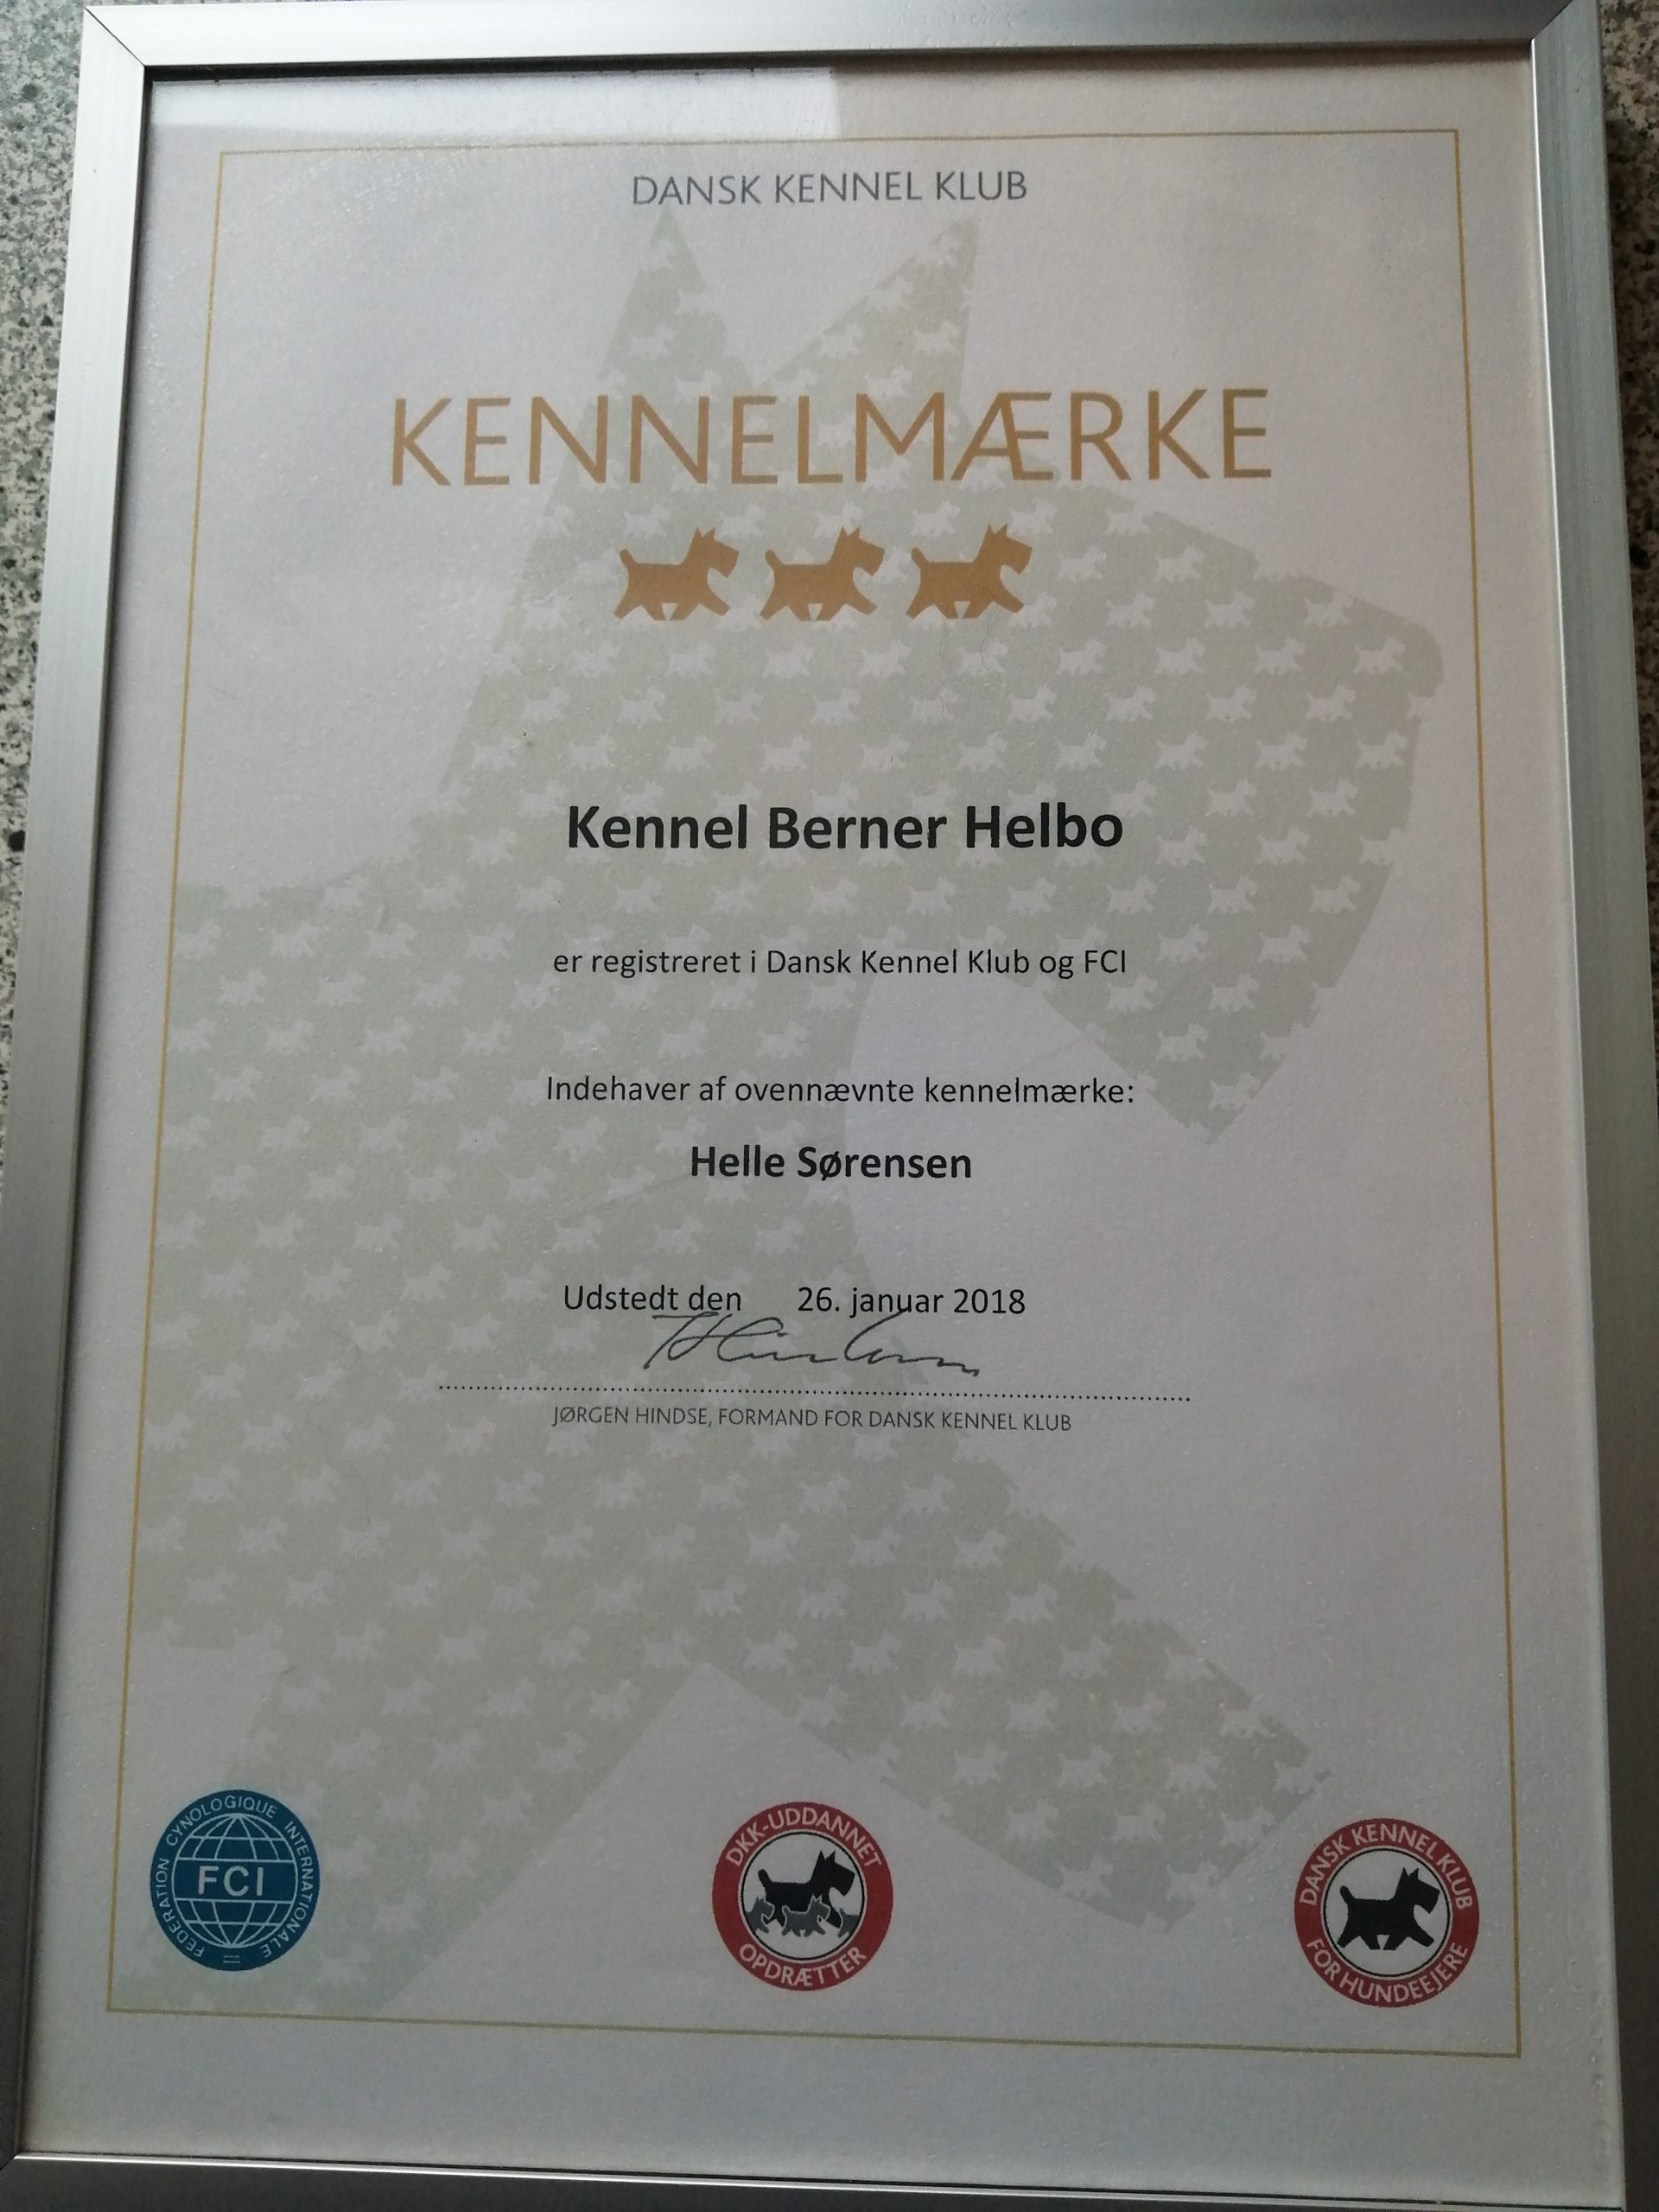 DANSK KENNEL KLUB
KENNELMÆRKE
Kennel Berner Helbo
er registreret i Dansk Kennel Klub og FCI
Indehaver af ovennævnte kennelmærke:
Helle Sørensen
Udstedt den 26. januar 2018
JØRGEN HINDSE, FORMAND FOR DANSK KENNEL KLUB
FEDERATION CYNOLOGIQUE INTERNATIONALE
FCI
DKK-UDDANNET
OPDRÆTTER
DANSK KENNEL KLUB
FOR HUNDEEJERE